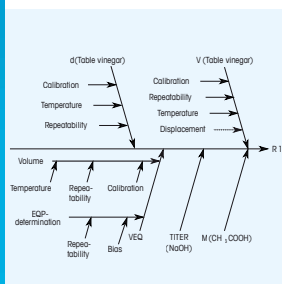 d(Table vinegar)
V (Table vinegar)
Calibration
Calibration
Temperature
Repeatability
Temperature
Repeatability
Displacement
R1
Volume
Temperature
Repea-
tability
Calibration
EQP-
determination
Repea-
tability
Bias
VEQ
TITER
(NaOH)
M(CH 3COOH)